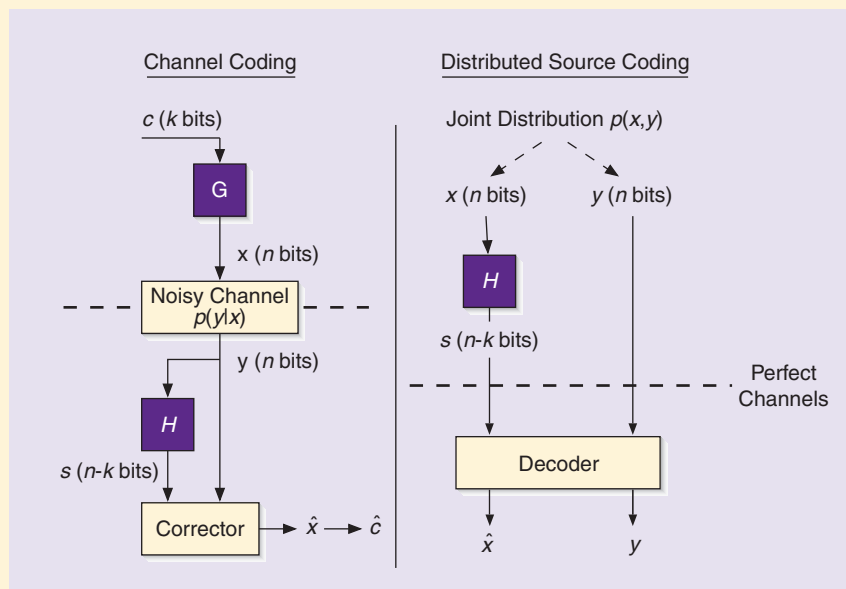 Channel Coding
c (k bits)
G
x (n bits)
Noisy Channel
p(y|x)
y (n bits)
H
s (n-k bits)
Corrector
x̂
ĉ
Distributed Source Coding
Joint Distribution p(x,y)
x (n bits)
y (n bits)
H
s (n-k bits)
Perfect
Channels
Decoder
x̂
y